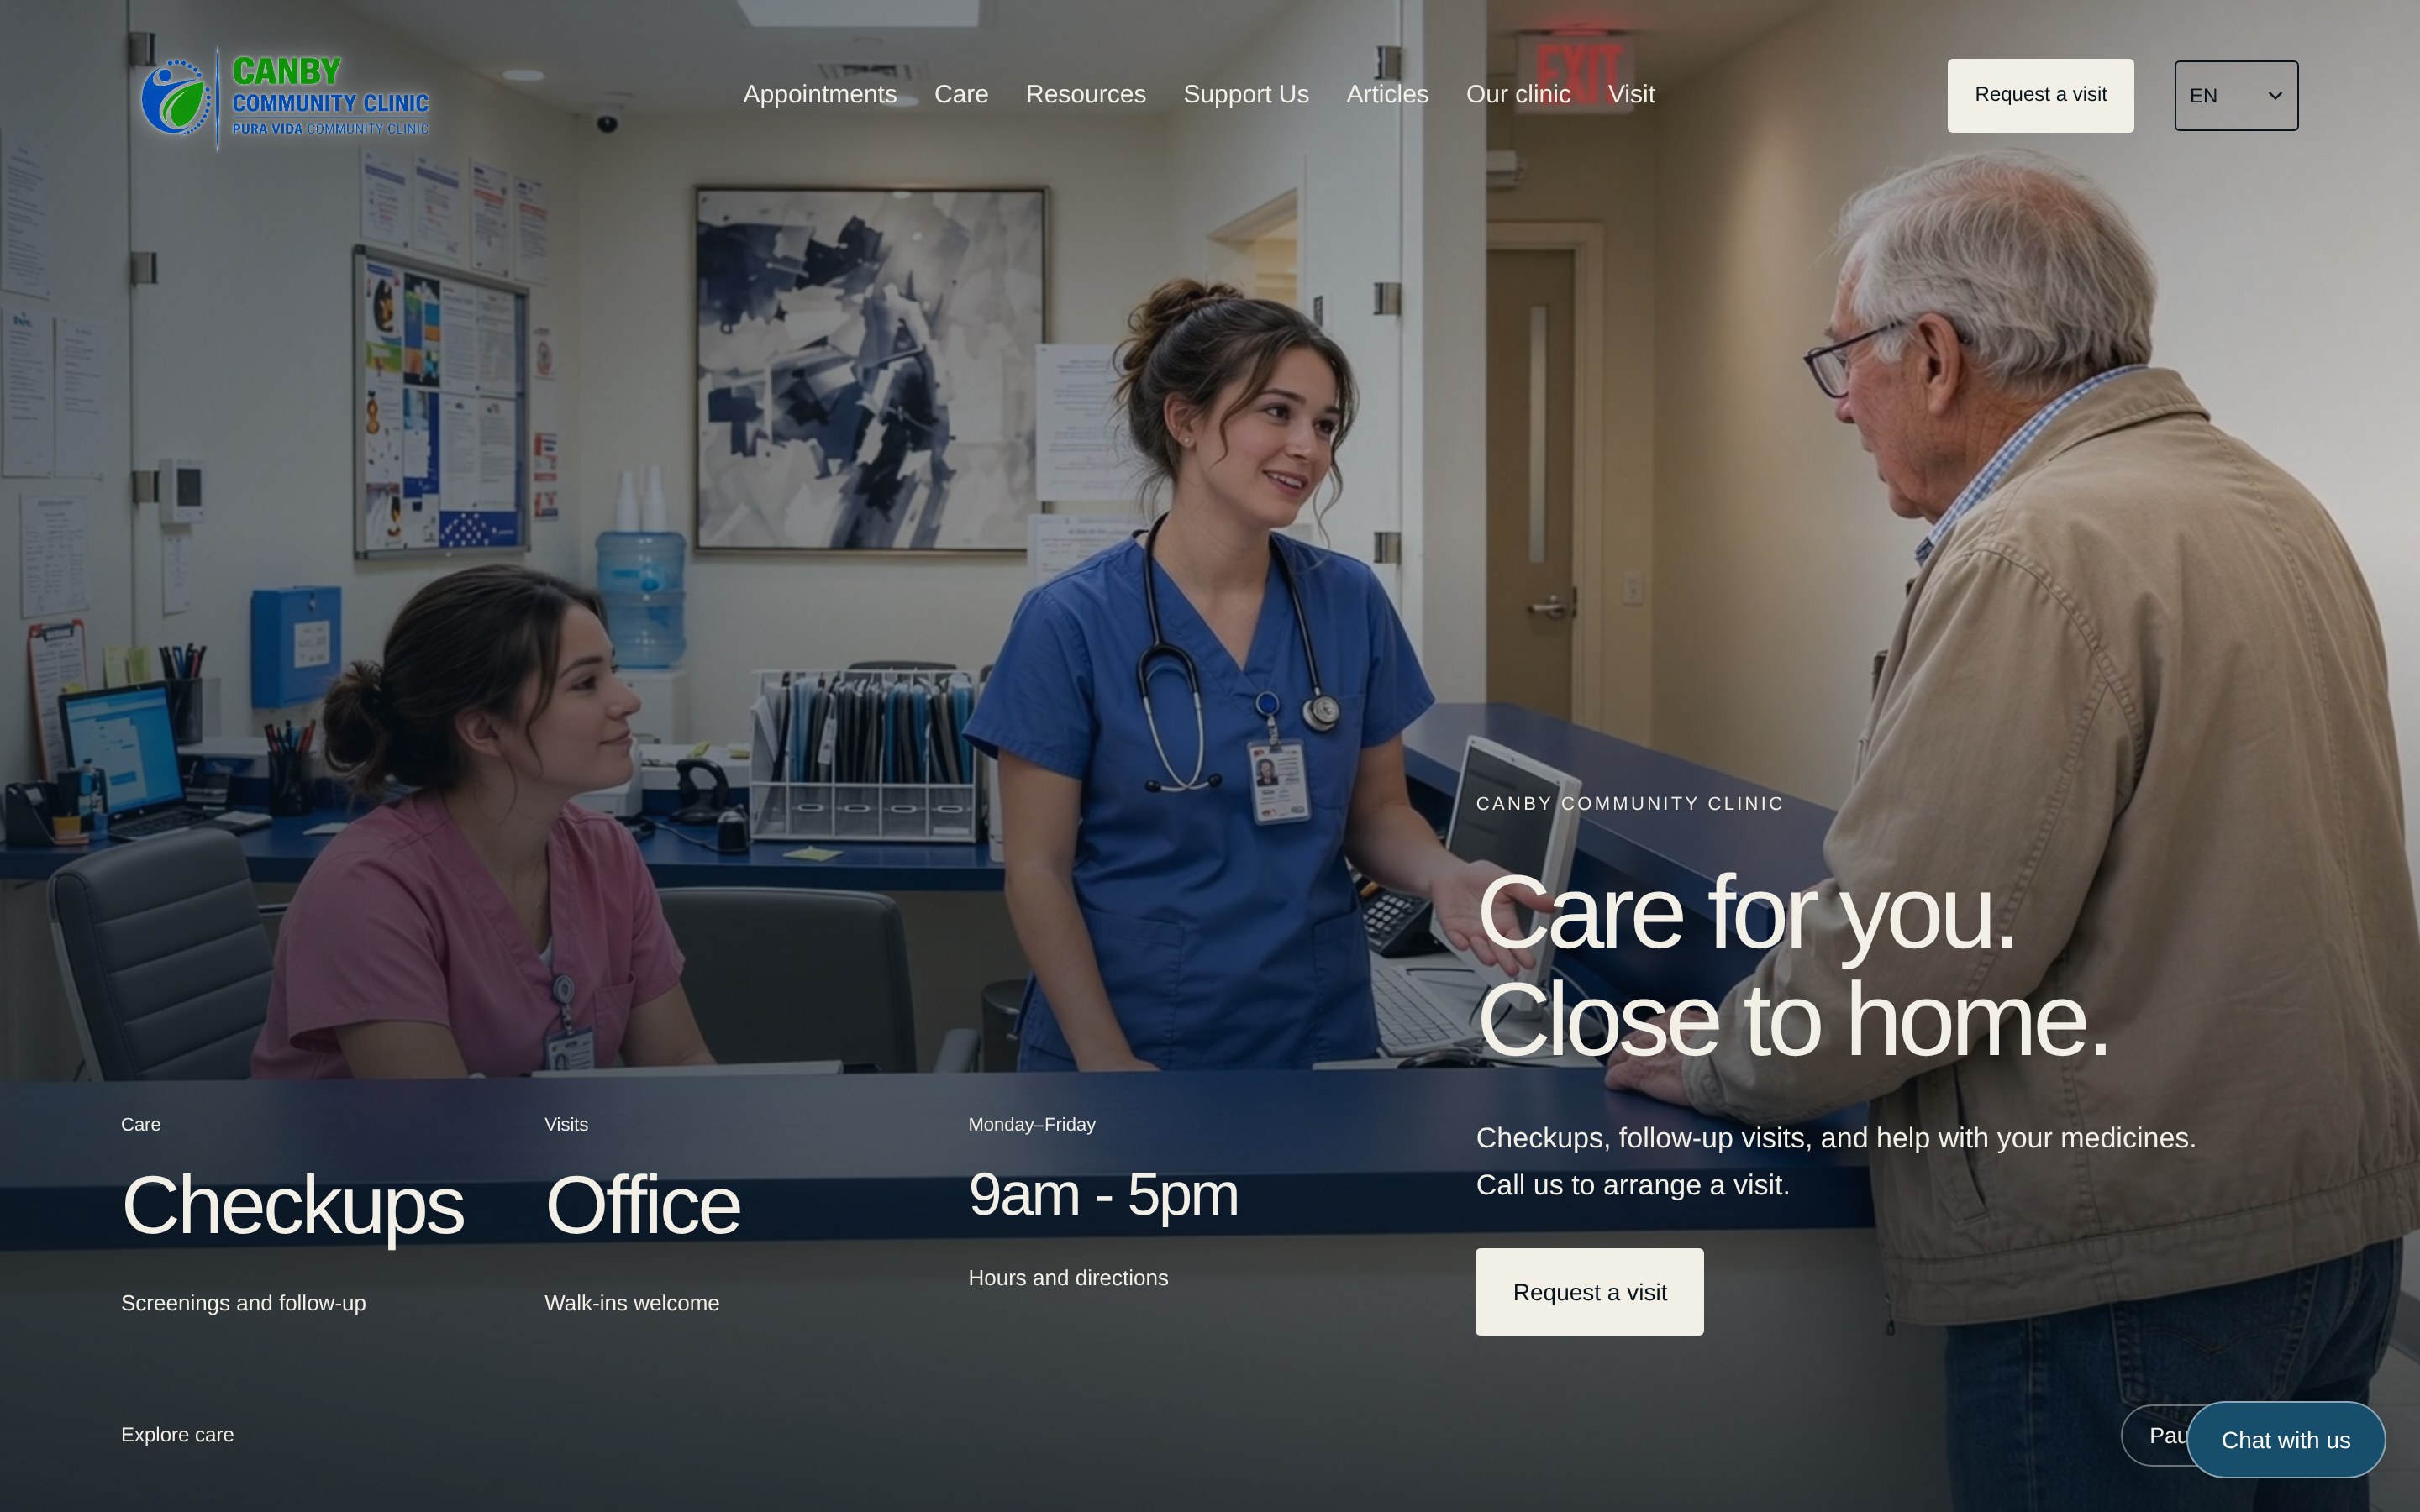 CANBY
COMMUNITY CLINIC
PURA VIDA COMMUNITY CLINIC
Appointments Care Resources Support Us Articles Our clinic Visit
EXIT
Request a visit
EN
CANBY COMMUNITY CLINIC
Care for you.
Close to home.
Checkups, follow-up visits, and help with your medicines.
Call us to arrange a visit.
Request a visit
Care
Checkups
Screenings and follow-up
Visits
Office
Walk-ins welcome
Monday–Friday
9am - 5pm
Hours and directions
Explore care
Chat with us